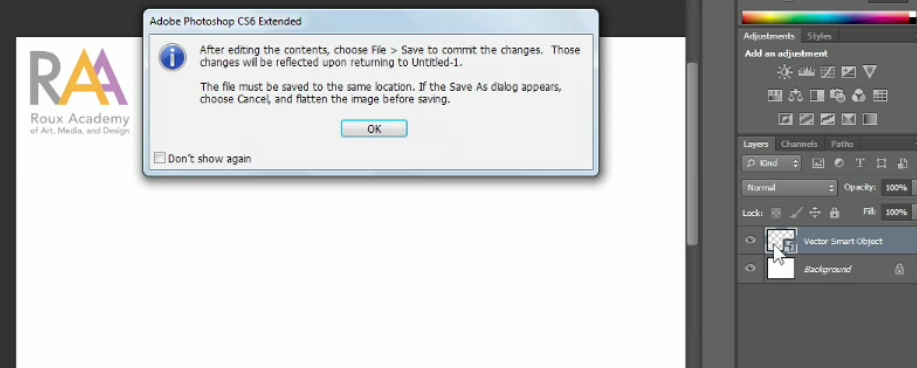 Adobe Photoshop CS6 Extended
After editing the contents, choose File > Save to commit the changes. Those
changes will be reflected upon returning to Untitled-1.
The file must be saved to the same location. If the Save As dialog appears,
choose Cancel, and flatten the image before saving.
OK
Don't show again
RAA
Roux Academy
of Art, Media, and Design
Adjustments Styles
Add an adjustment
Layers Channels Paths
Kind
Normal Opacity: 100%
Lock: Fill: 100%
Vector Smart Object
Background